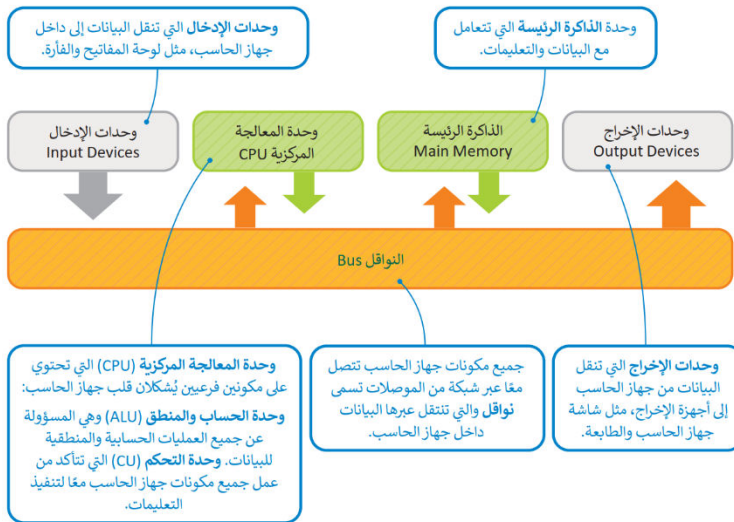 وحدات الإدخال التي تنقل البيانات إلى داخل
جهاز الحاسب، مثل لوحة المفاتيح والفأرة.
وحدة الذاكرة الرئيسة التي تتعامل
مع البيانات والتعليمات.
وحدات الإدخال
Input Devices
وحدة المعالجة
المركزية CPU
الذاكرة الرئيسة
Main Memory
وحدات الإخراج
Output Devices
النواقل Bus
وحدة المعالجة المركزية (CPU) التي تحتوي
على مكونين فرعيين يُشكلان قلب جهاز الحاسب:
وحدة الحساب والمنطق (ALU) وهي المسؤولة
عن جميع العمليات الحسابية والمنطقية
للبيانات. وحدة التحكم (CU) التي تتأكد من
عمل جميع مكونات جهاز الحاسب معًا لتنفيذ
التعليمات.
جميع مكونات جهاز الحاسب تتصل
معًا عبر شبكة من الموصلات تسمى
نواقل والتي تنتقل عبرها البيانات
داخل جهاز الحاسب.
وحدات الإخراج التي تنقل
البيانات من جهاز الحاسب
إلى أجهزة الإخراج، مثل شاشة
جهاز الحاسب والطابعة.